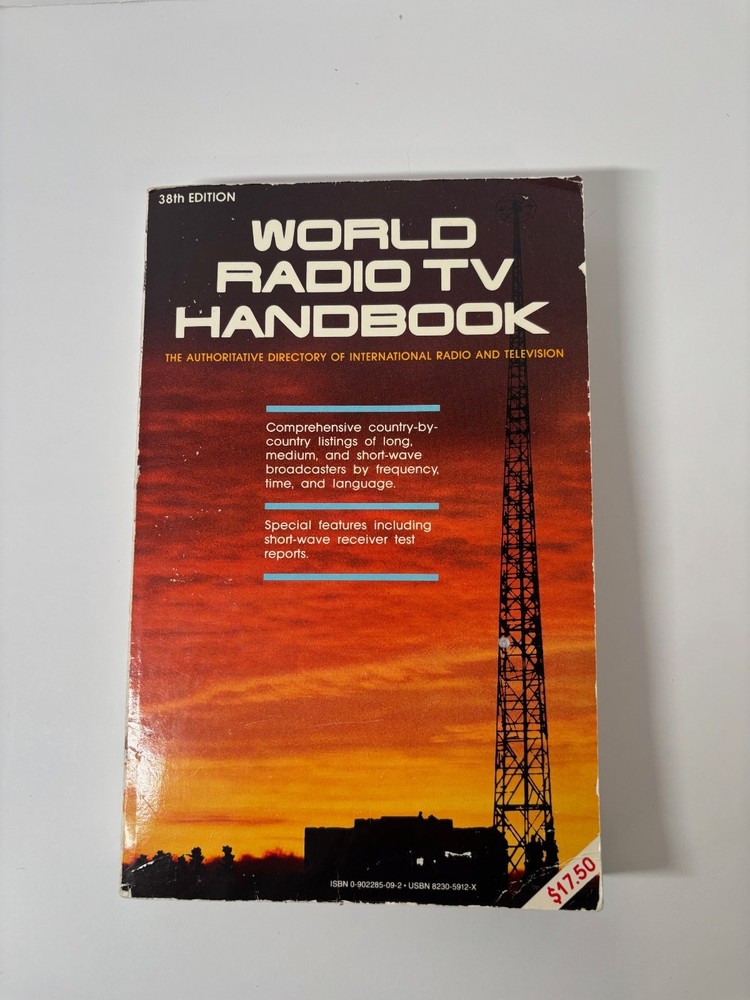 38th EDITION
WORLD
RADIO TV
HANDBOOK
THE AUTHORITATIVE DIRECTORY OF INTERNATIONAL RADIO AND TELEVISION
Comprehensive country-by-
country listings of long,
medium, and short-wave
broadcasters by frequency,
time, and language.
Special features including
short-wave receiver test
reports.
ISBN 0-902285-09-2 • USBN 8230-5912-X
$17.50